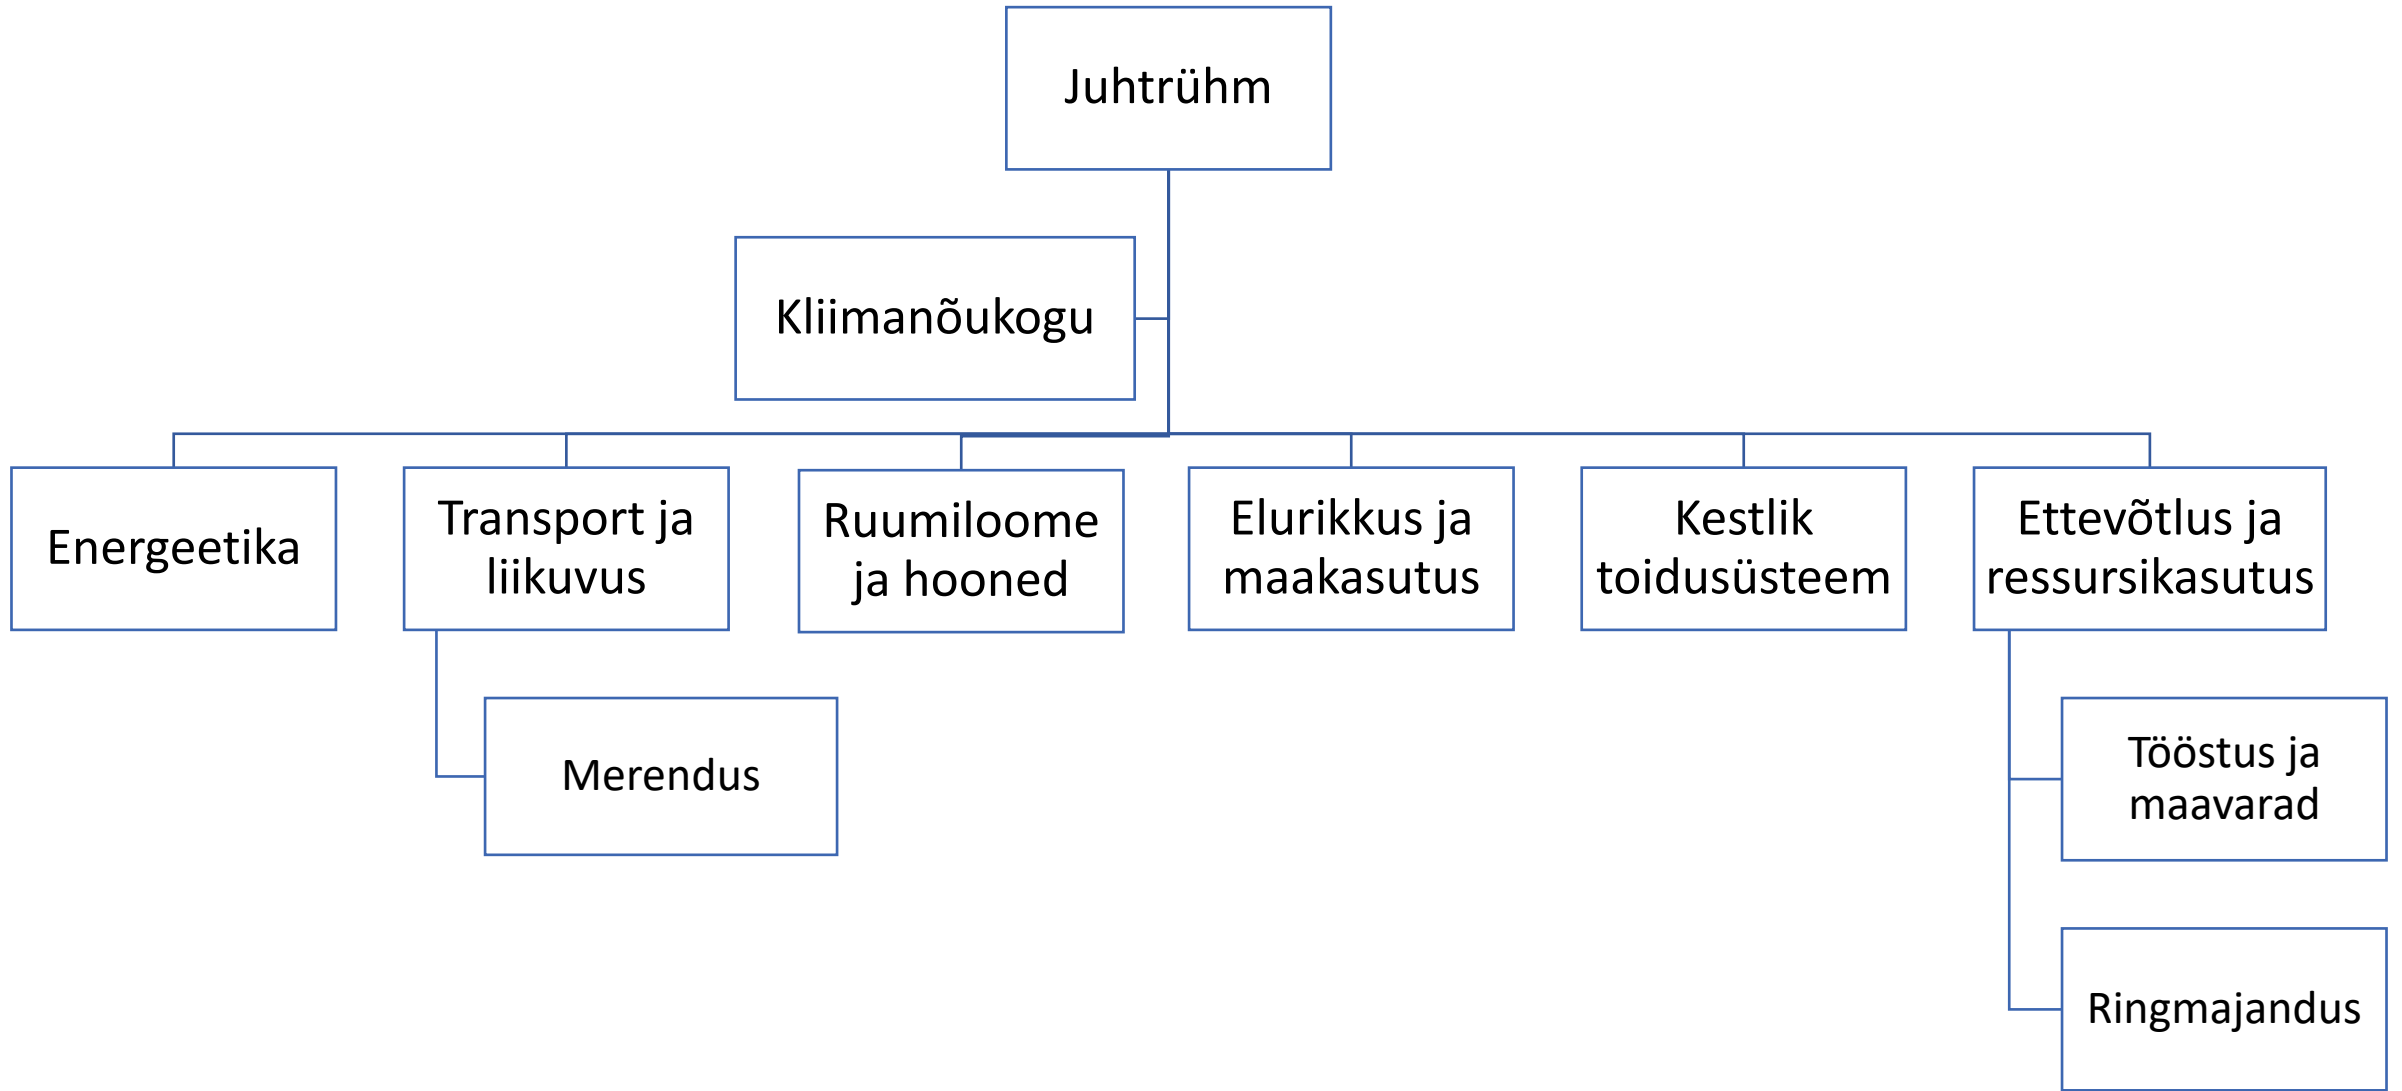 Juhtrühm
Kliimanõukogu
Energeetika
Transport ja
liikuvus
Ruumiloome
ja hooned
Elurikkus ja
maakasutus
Kestlik
toidusüsteem
Ettevõtlus ja
ressursikasutus
Merendus
Tööstus ja
maavarad
Ringmajandus